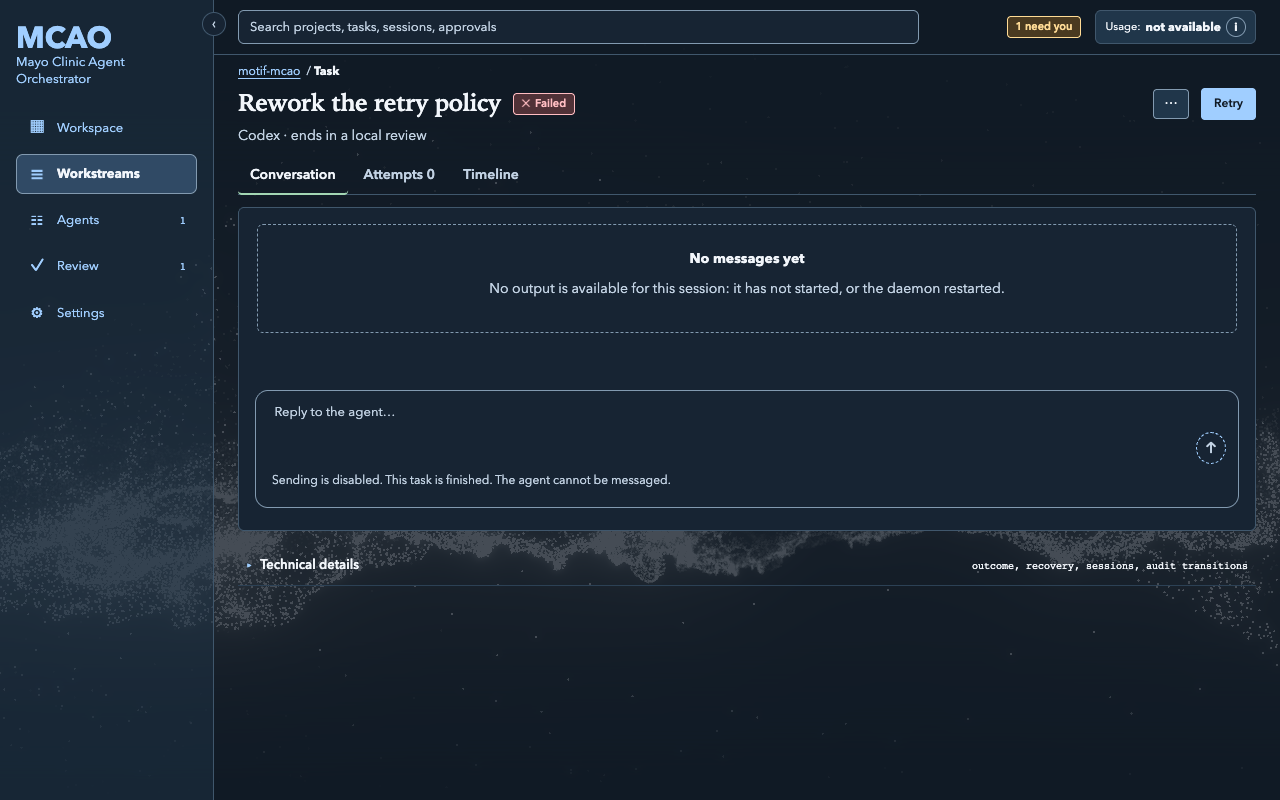 MCAO
Mayo Clinic Agent
Orchestrator
Workspace
Workstreams
Agents 1
Review 1
Settings
Search projects, tasks, sessions, approvals
1 need you
Usage: not available i
motif-mcao / Task
Rework the retry policy
✕ Failed
···
Retry
Codex · ends in a local review
Conversation
Attempts 0
Timeline
No messages yet
No output is available for this session: it has not started, or the daemon restarted.
Reply to the agent…
Sending is disabled. This task is finished. The agent cannot be messaged.
Technical details
outcome, recovery, sessions, audit transitions